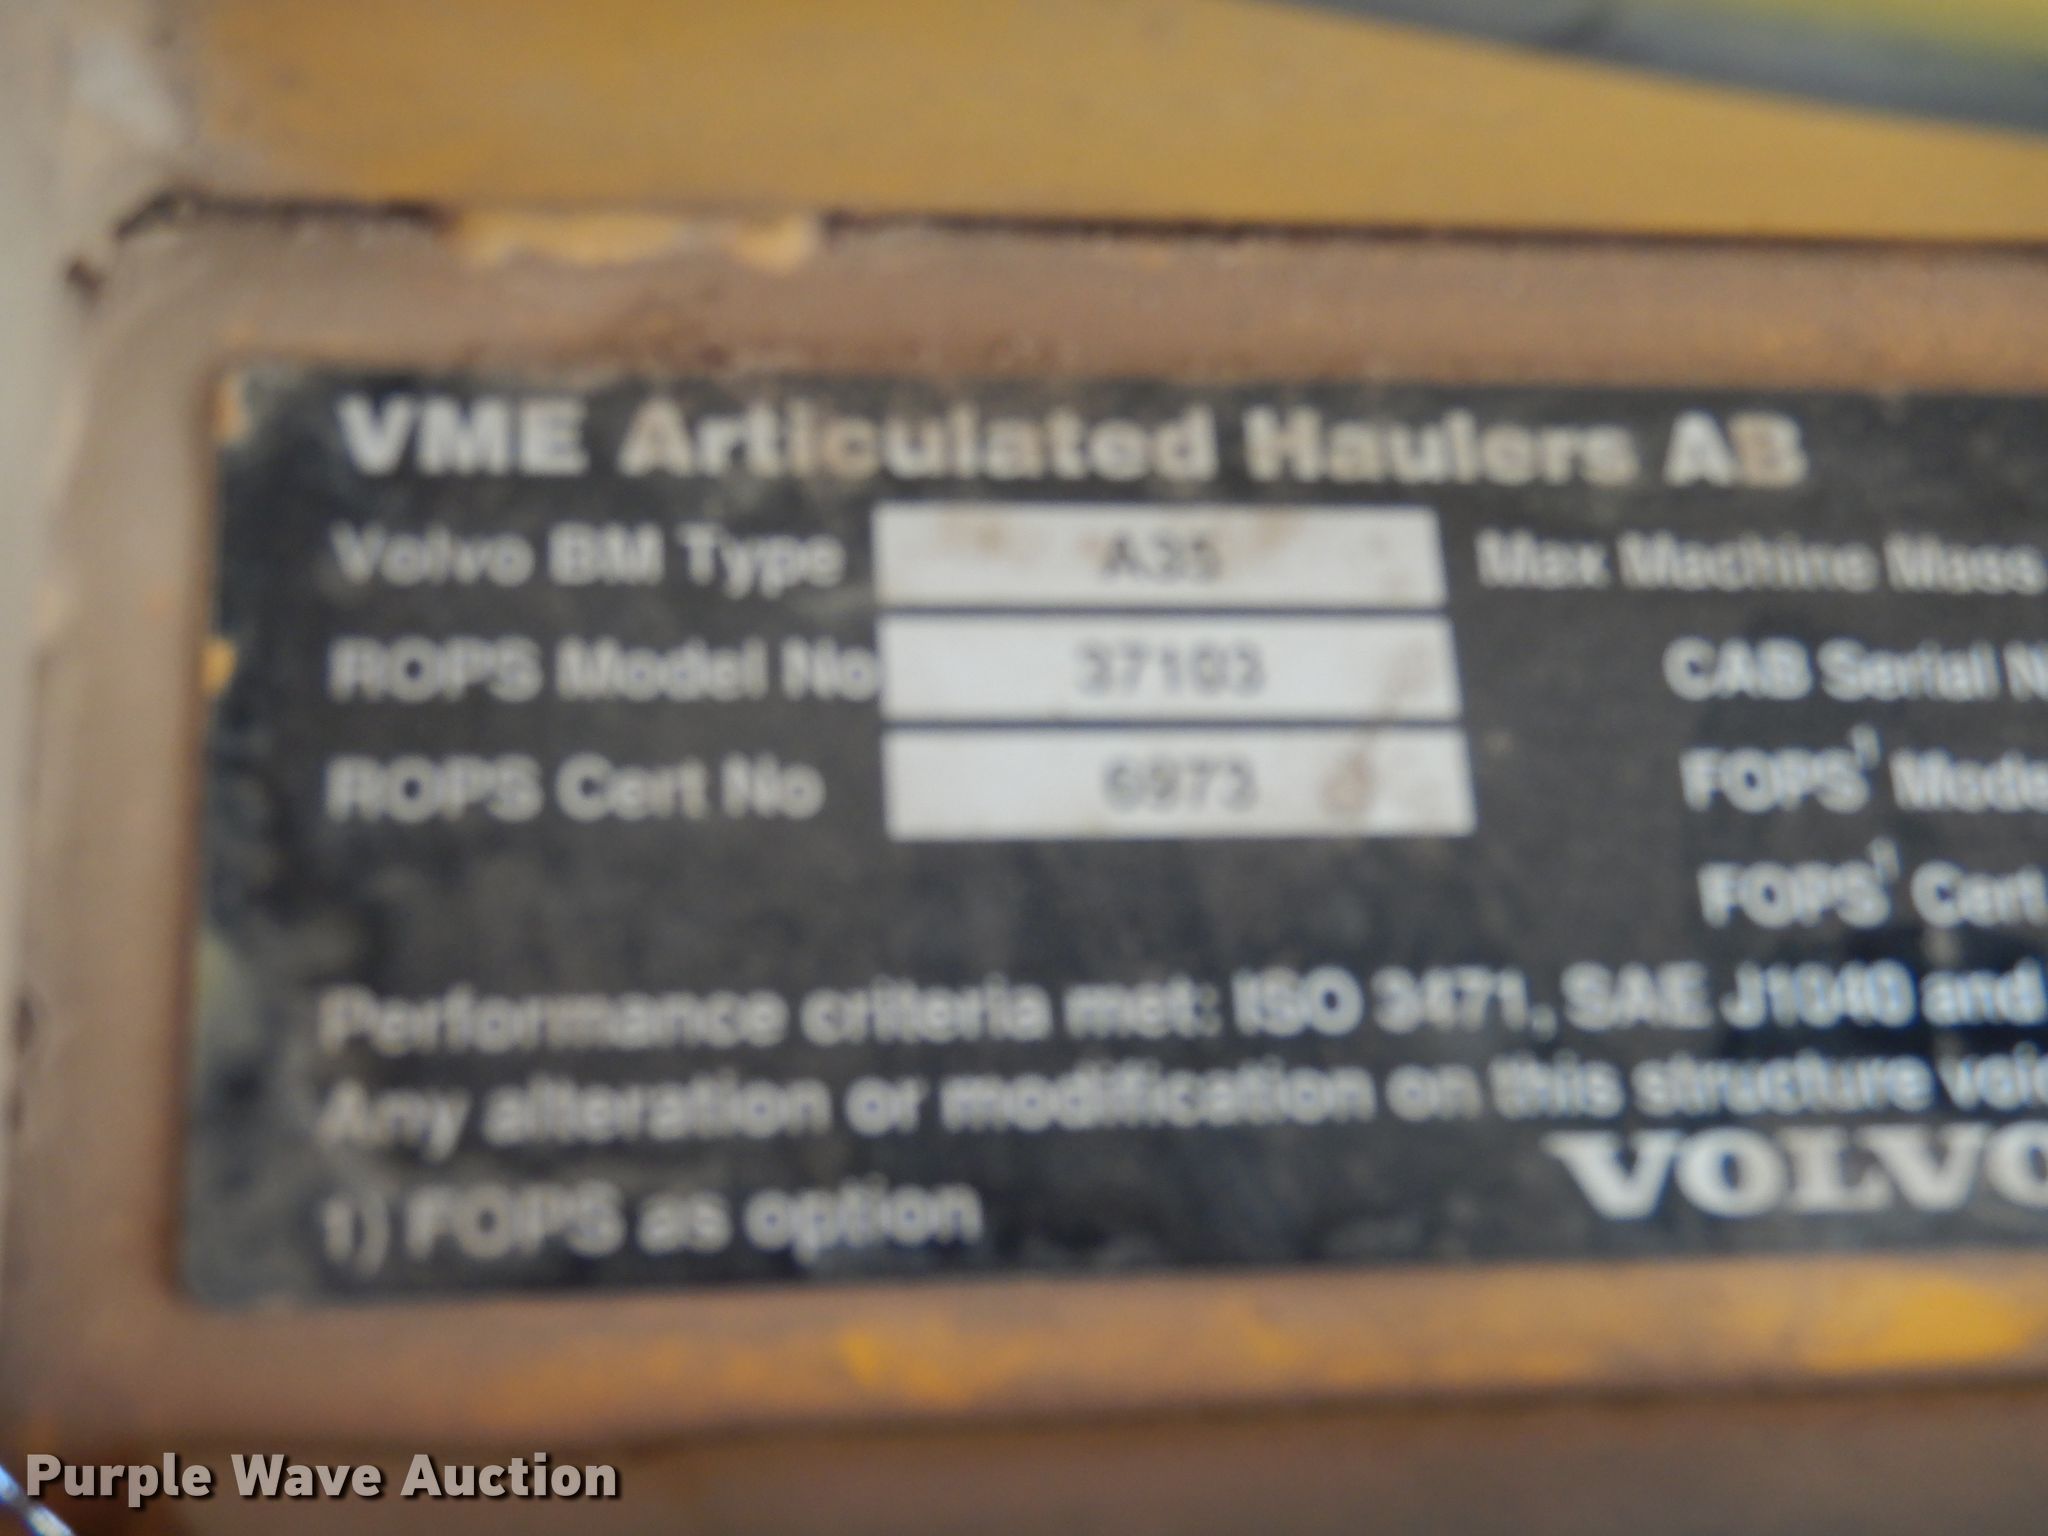 VME Articulated Haulers AB
Volvo BM Type A35 Max Machine Mass
ROPS Model No 37103 CAB Serial N
ROPS Cert No 6973 FOPS¹ Mode
FOPS¹ Cert.
Performance criteria met: ISO 3471, SAE J1040 and
Any alteration or modification on this structure voi
VOLVO
1) FOPS as option
Purple Wave Auction